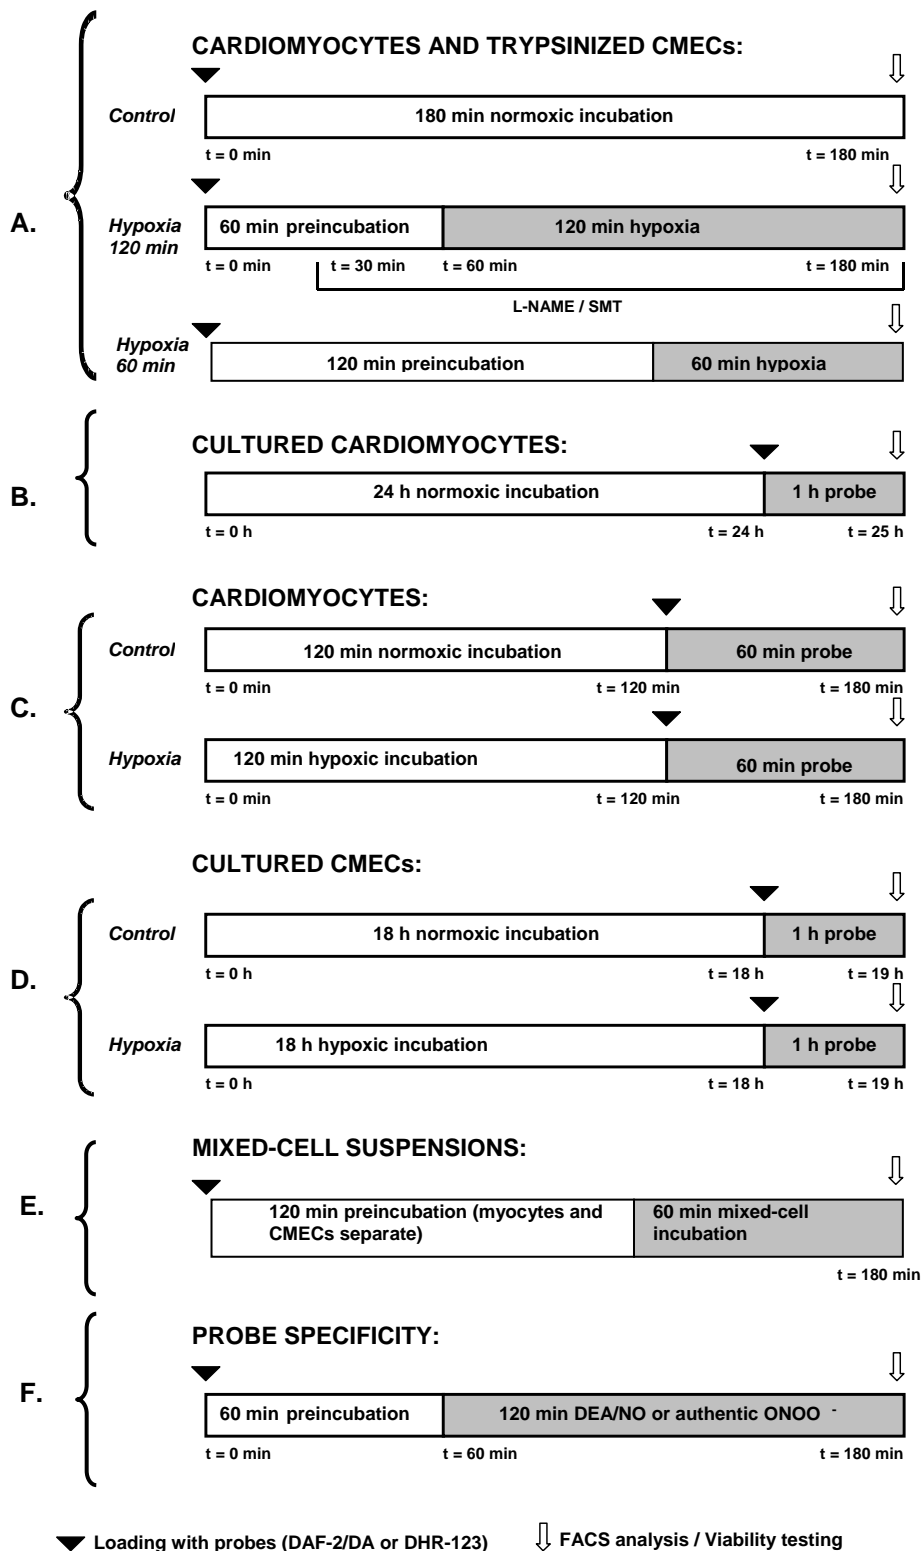 CARDIOMYOCYTES AND TRYPSINIZED CMECs:
A.
Control
180 min normoxic incubation
t = 0 min t = 180 min
Hypoxia
120 min
60 min preincubation 120 min hypoxia
t = 0 min t = 30 min t = 60 min t = 180 min
L-NAME / SMT
Hypoxia
60 min
120 min preincubation 60 min hypoxia
B.
CULTURED CARDIOMYOCYTES:
24 h normoxic incubation 1 h probe
t = 0 h t = 24 h t = 25 h
C.
CARDIOMYOCYTES:
Control
120 min normoxic incubation 60 min probe
t = 0 min t = 120 min t = 180 min
Hypoxia
120 min hypoxic incubation 60 min probe
t = 0 min t = 120 min t = 180 min
D.
CULTURED CMECs:
Control
18 h normoxic incubation 1 h probe
t = 0 h t = 18 h t = 19 h
Hypoxia
18 h hypoxic incubation 1 h probe
t = 0 h t = 18 h t = 19 h
E.
MIXED-CELL SUSPENSIONS:
120 min preincubation (myocytes and
CMECs separate)
60 min mixed-cell
incubation
t = 180 min
F.
PROBE SPECIFICITY:
60 min preincubation 120 min DEA/NO or authentic ONOO -
t = 0 min t = 60 min t = 180 min
Loading with probes (DAF-2/DA or DHR-123) FACS analysis / Viability testing